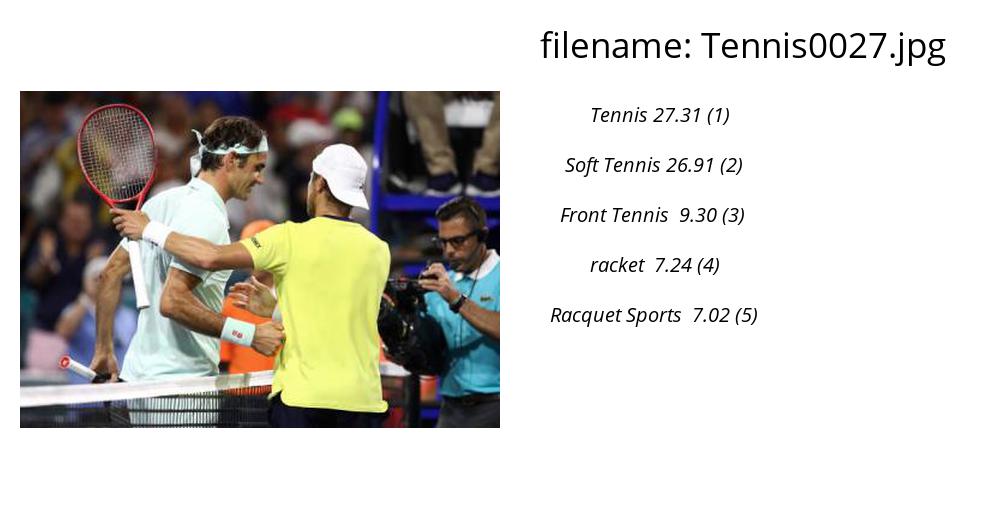 filename: Tennis0027.jpg
Tennis 27.31 (1)
Soft Tennis 26.91 (2)
Front Tennis 9.30 (3)
racket 7.24 (4)
Racquet Sports 7.02 (5)